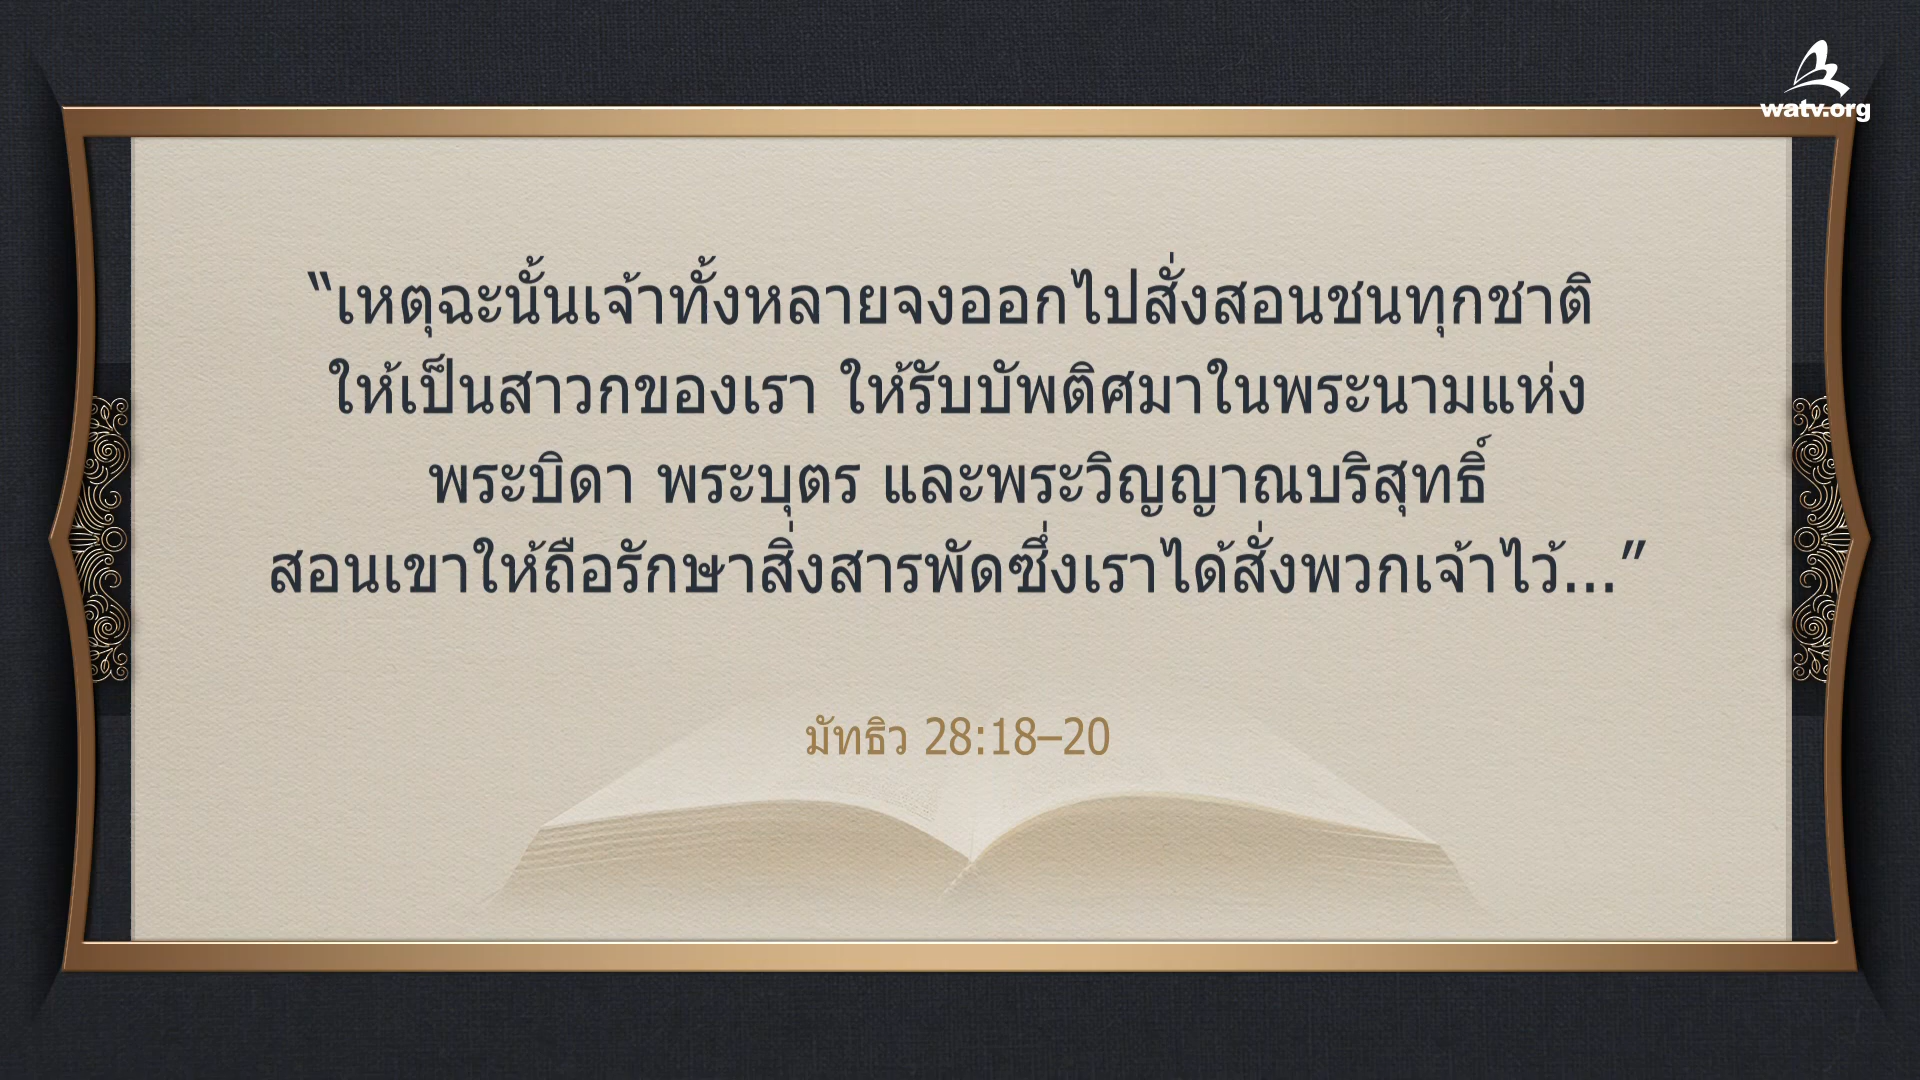 watv.org
“เหตุฉะนั้นเจ้าทั้งหลายจงออกไปสั่งสอนชนทุกชาติ
ให้เป็นสาวกของเรา ให้รับบัพติศมาในพระนามแห่ง
พระบิดา พระบุตร และพระวิญญาณบริสุทธิ์
สอนเขาให้ถือรักษาสิ่งสารพัดซึ่งเราได้สั่งพวกเจ้าไว้...”
มัทธิว 28:18–20